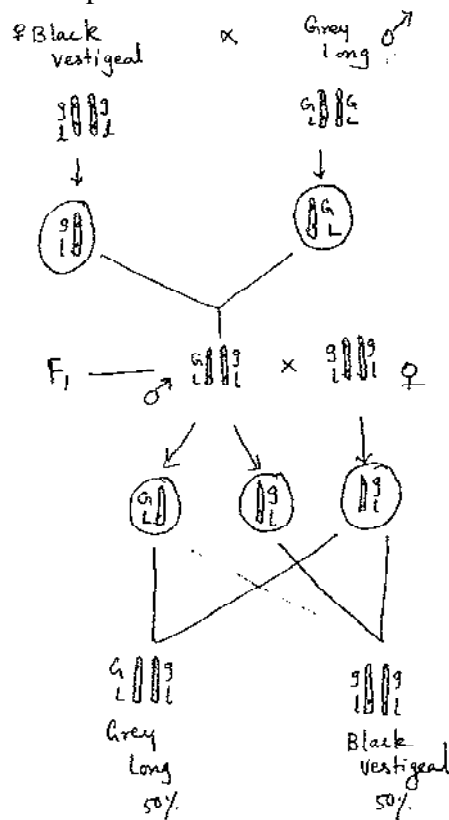 ♀ Black × Grey ♂
vestigeal Long
g g G G
l l L L
g G
l L
F₁ — ♂ G g × g g ♀
L l l l
G g g
L l l
G g g g
L l l l
Grey Black
Long vestigeal
50% 50%